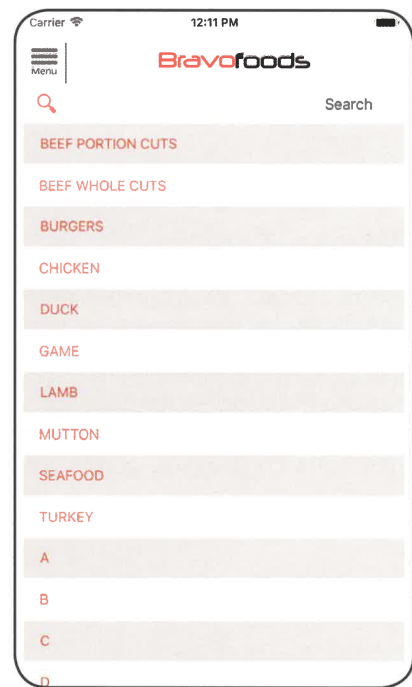 Carrier 12:11 PM
Menu
Bravofoods
Search
BEEF PORTION CUTS
BEEF WHOLE CUTS
BURGERS
CHICKEN
DUCK
GAME
LAMB
MUTTON
SEAFOOD
TURKEY
A
B
C
D